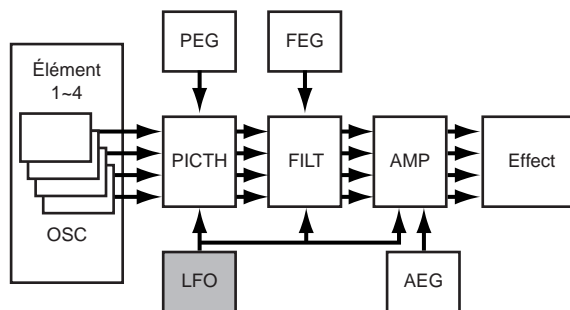 Élément
1~4
OSC
PEG
FEG
PICTH
FILT
AMP
Effect
LFO
AEG